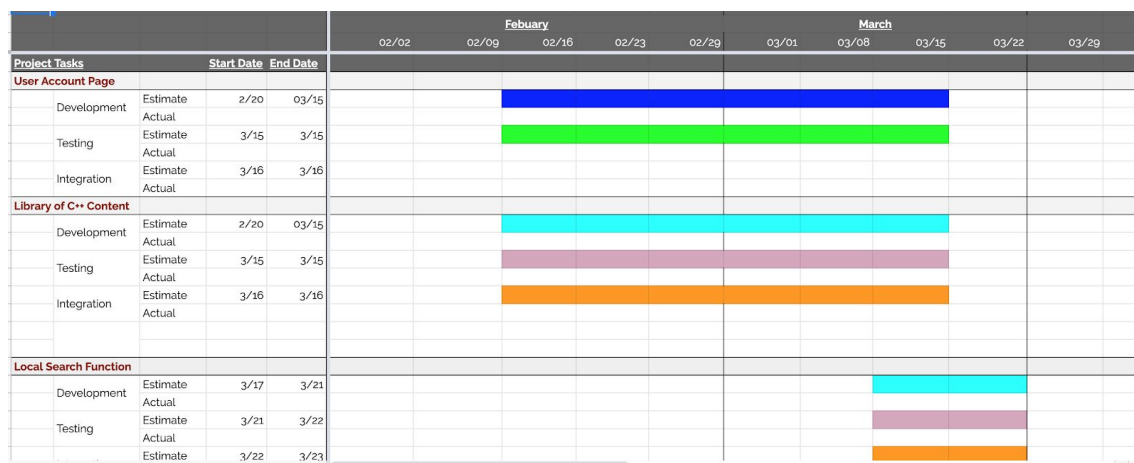 Febuary March
02/02 02/09 02/16 02/23 02/29 03/01 03/08 03/15 03/22 03/29
Project Tasks Start Date End Date
User Account Page
Development Estimate 2/20 03/15
Actual
Testing Estimate 3/15 3/15
Actual
Integration Estimate 3/16 3/16
Actual
Library of C++ Content
Development Estimate 2/20 03/15
Actual
Testing Estimate 3/15 3/15
Actual
Integration Estimate 3/16 3/16
Actual
Local Search Function
Development Estimate 3/17 3/21
Actual
Testing Estimate 3/21 3/22
Actual
Estimate 3/22 3/23